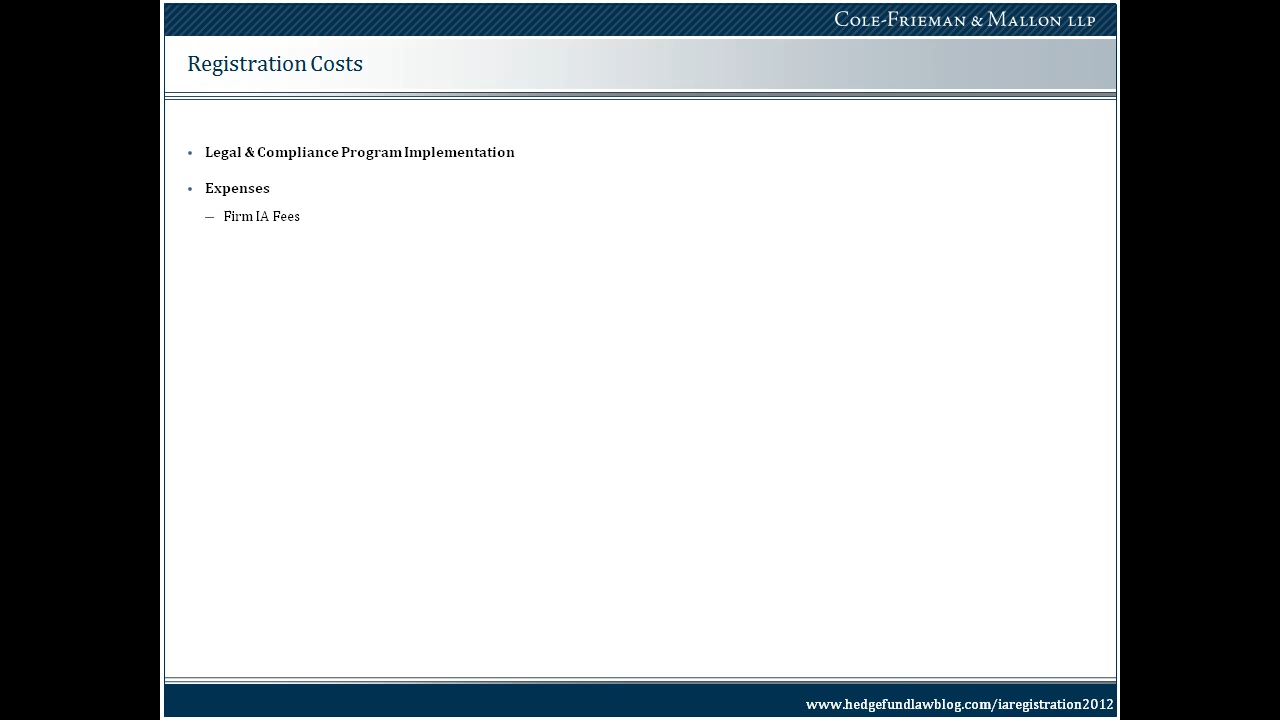 COLE-FRIEMAN & MALLON LLP
Registration Costs
• Legal & Compliance Program Implementation
• Expenses
— Firm IA Fees
www.hedgefundlawblog.com/iaregistration2012